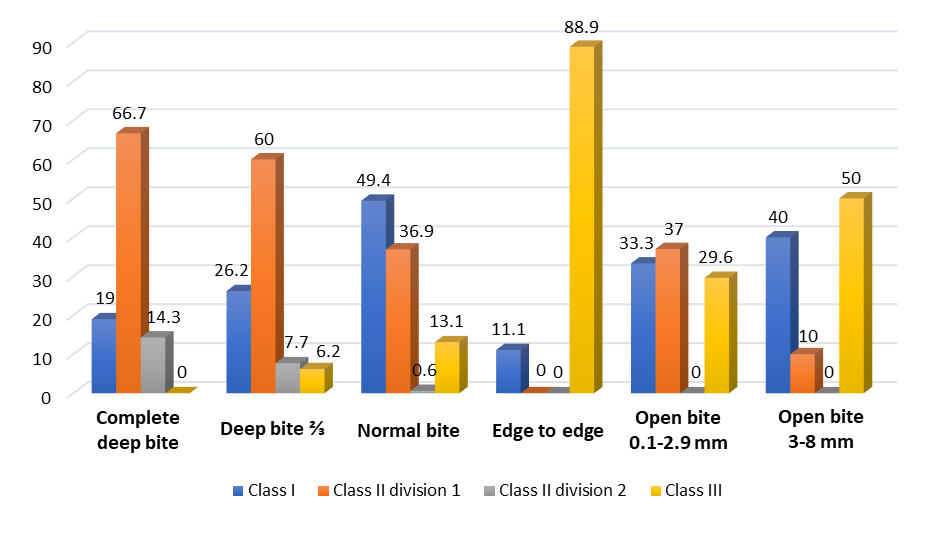 90
80
70
60
50
40
30
20
10
0
19
66.7
14.3
0
26.2
60
7.7
6.2
49.4
36.9
0.6
13.1
11.1
0
0
88.9
33.3
37
0
29.6
40
10
0
50
Complete
deep bite
Deep bite ⅔
Normal bite
Edge to edge
Open bite
0.1-2.9 mm
Open bite
3-8 mm
Class I
Class II division 1
Class II division 2
Class III